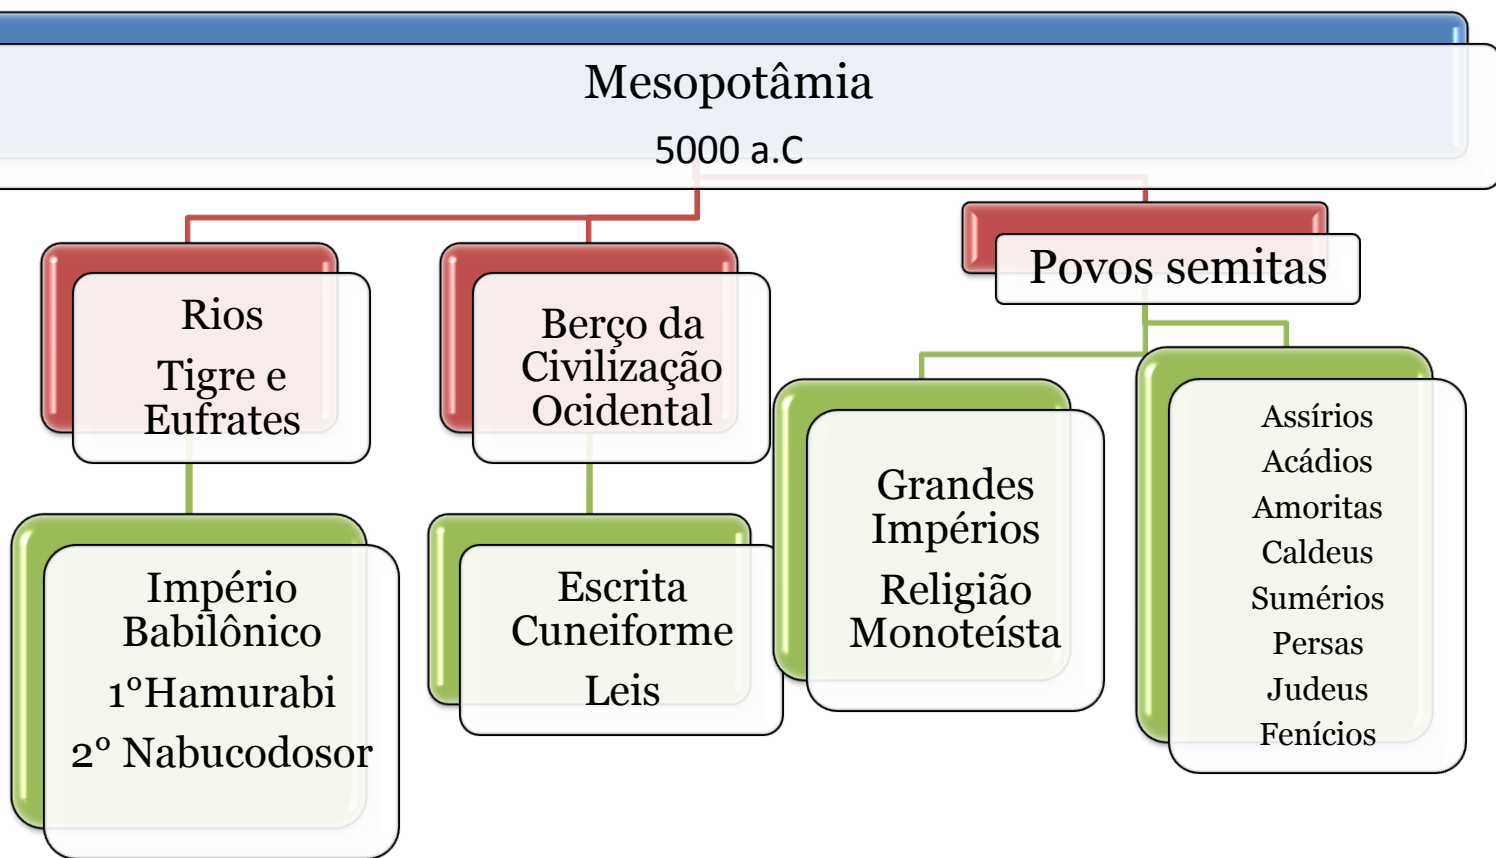 Mesopotâmia
5000 a.C
Rios
Tigre e
Eufrates
Berço da
Civilização
Ocidental
Povos semitas
Império
Babilônico
1°Hamurabi
2° Nabucodosor
Escrita
Cuneiforme
Leis
Grandes
Impérios
Religião
Monoteísta
Assírios
Acádios
Amoritas
Caldeus
Sumérios
Persas
Judeus
Fenícios